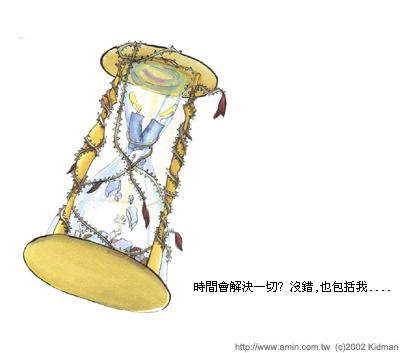 時間會解決一切? 沒錯,也包括我....
http://www.amin.com.tw (c)2002 Kidman